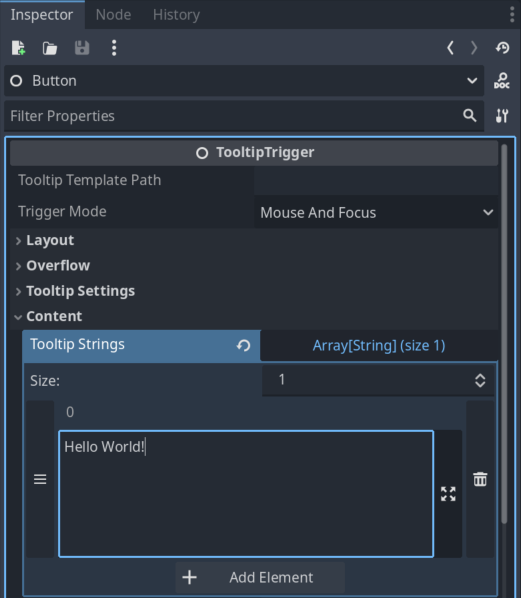 Inspector Node History
Button
DOC
Filter Properties
TooltipTrigger
Tooltip Template Path
Trigger Mode Mouse And Focus
Layout
Overflow
Tooltip Settings
Content
Tooltip Strings Array[String] (size 1)
Size: 1
0
Hello World!
Add Element